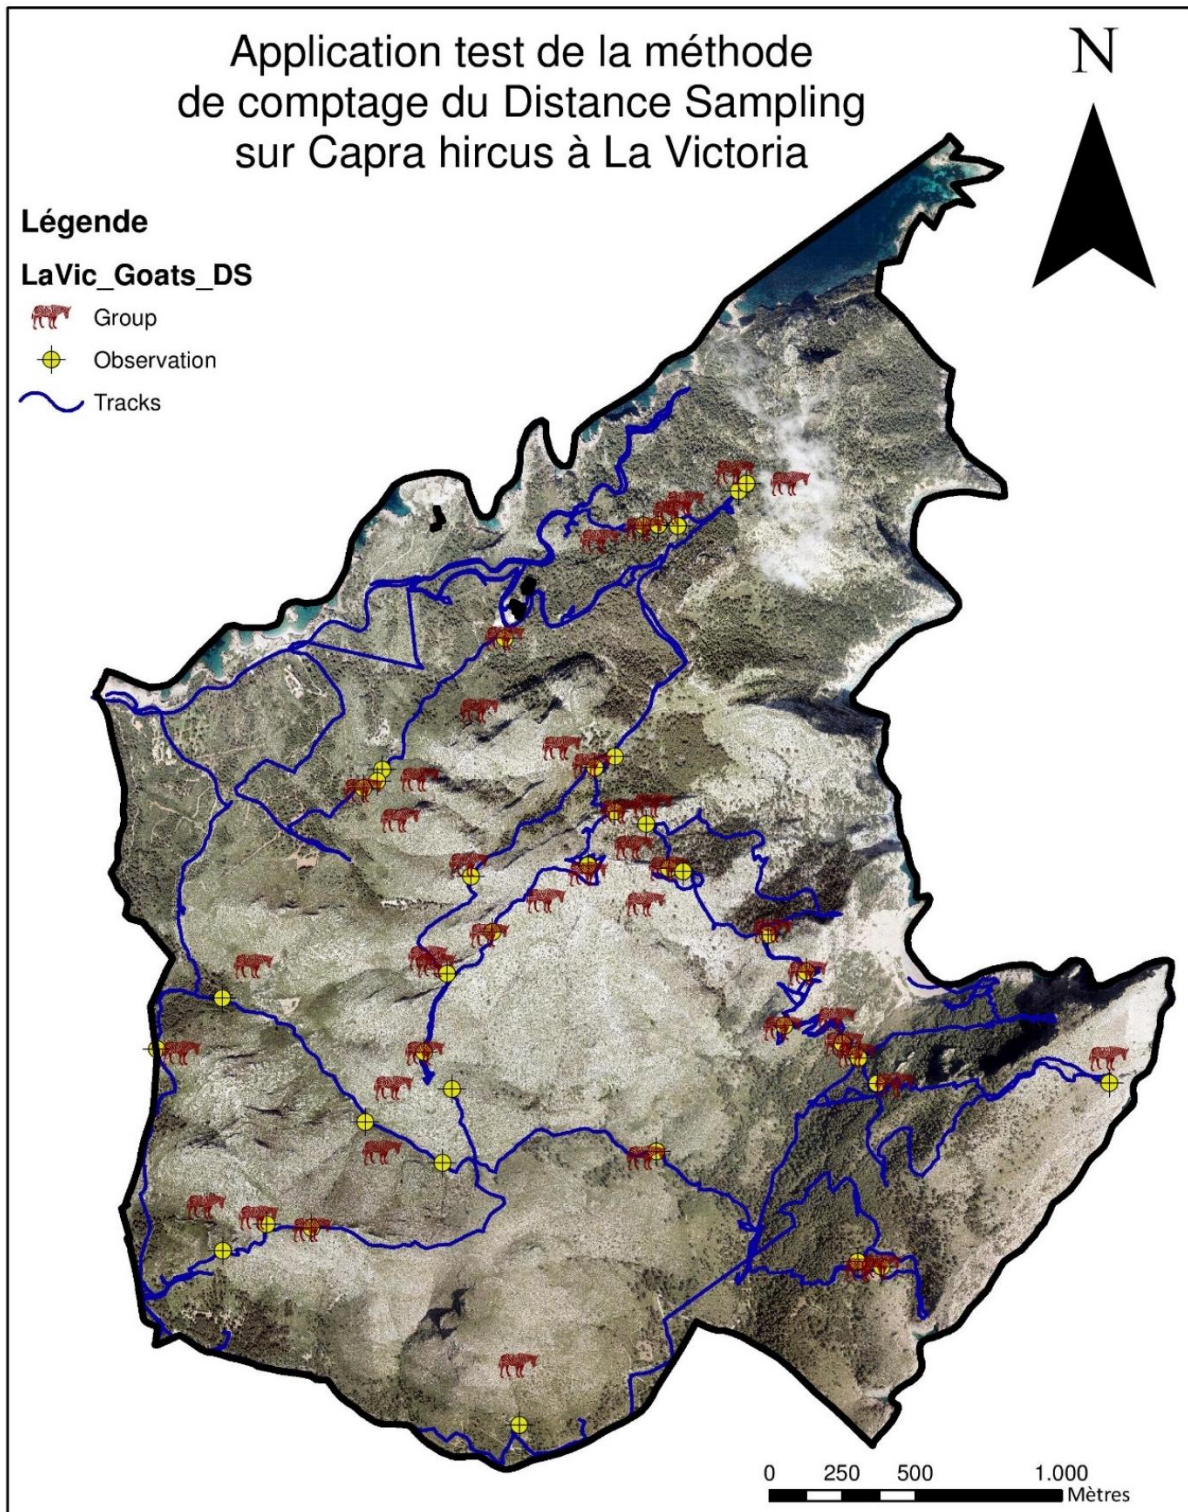 Application test de la méthode
de comptage du Distance Sampling
sur Capra hircus à La Victoria
N
Légende
LaVic_Goats_DS
Group
Observation
Tracks
0 250 500 1.000
Mètres